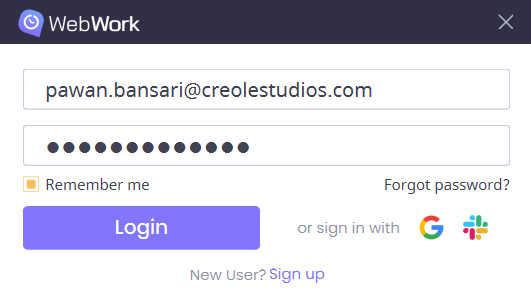 WebWork
pawan.bansari@creolestudios.com
●●●●●●●●●●●●●
Remember me
Forgot password?
Login
or sign in with
New User? Sign up